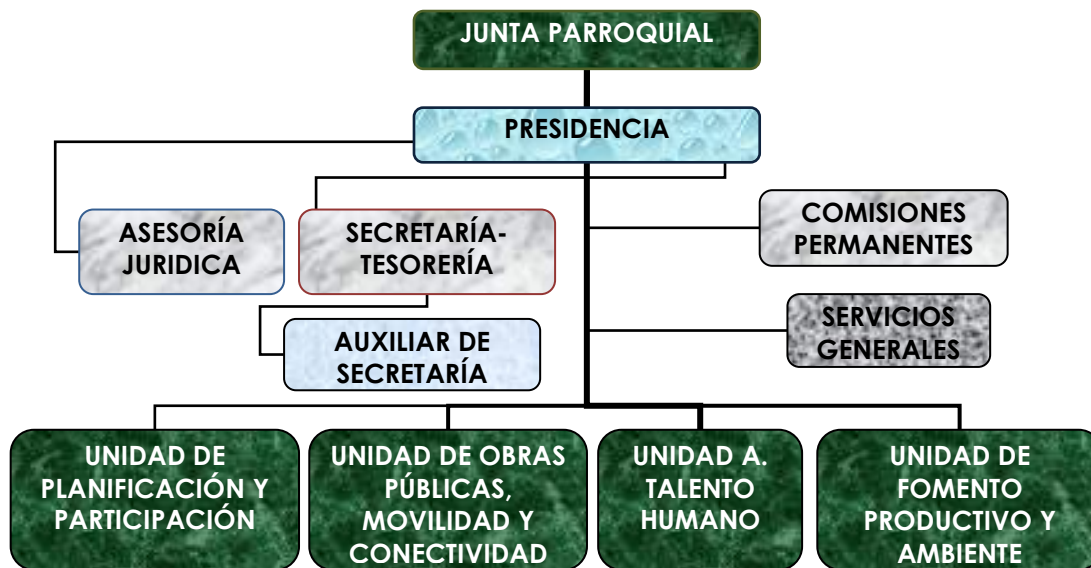 JUNTA PARROQUIAL
PRESIDENCIA
ASESORÍA
JURIDICA
SECRETARÍA-
TESORERÍA
COMISIONES
PERMANENTES
AUXILIAR DE
SECRETARÍA
SERVICIOS
GENERALES
UNIDAD DE
PLANIFICACIÓN Y
PARTICIPACIÓN
UNIDAD DE OBRAS
PÚBLICAS,
MOVILIDAD Y
CONECTIVIDAD
UNIDAD A.
TALENTO
HUMANO
UNIDAD DE
FOMENTO
PRODUCTIVO Y
AMBIENTE